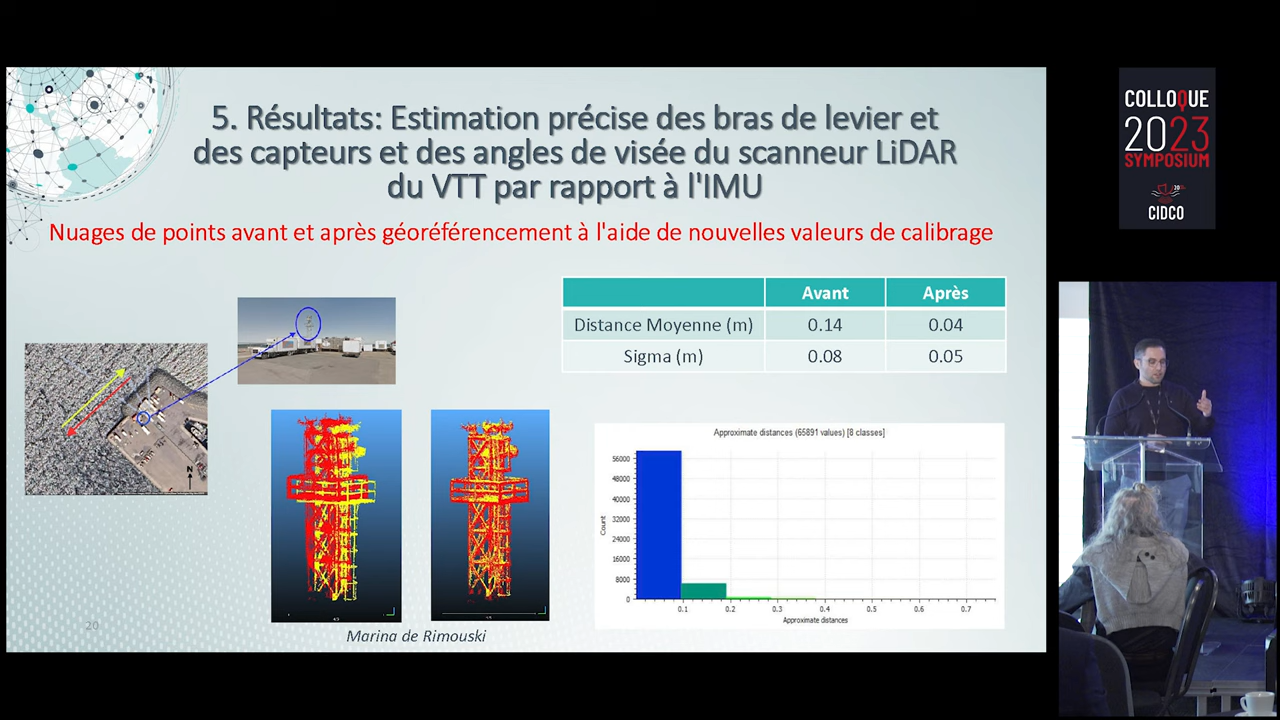 5. Résultats: Estimation précise des bras de levier et
des capteurs et des angles de visée du scanneur LiDAR
du VTT par rapport à l'IMU
Nuages de points avant et après géoréférencement à l'aide de nouvelles valeurs de calibrage
Avant Après
Distance Moyenne (m) 0.14 0.04
Sigma (m) 0.08 0.05
N
Approximate distances (65891 values) [8 classes]
Count
56000
48000
40000
32000
24000
16000
8000
0
0.1 0.2 0.3 0.4 0.5 0.6 0.7
Approximate distances
Marina de Rimouski
20
COLLOQUE
2023
SYMPOSIUM
CIDCO